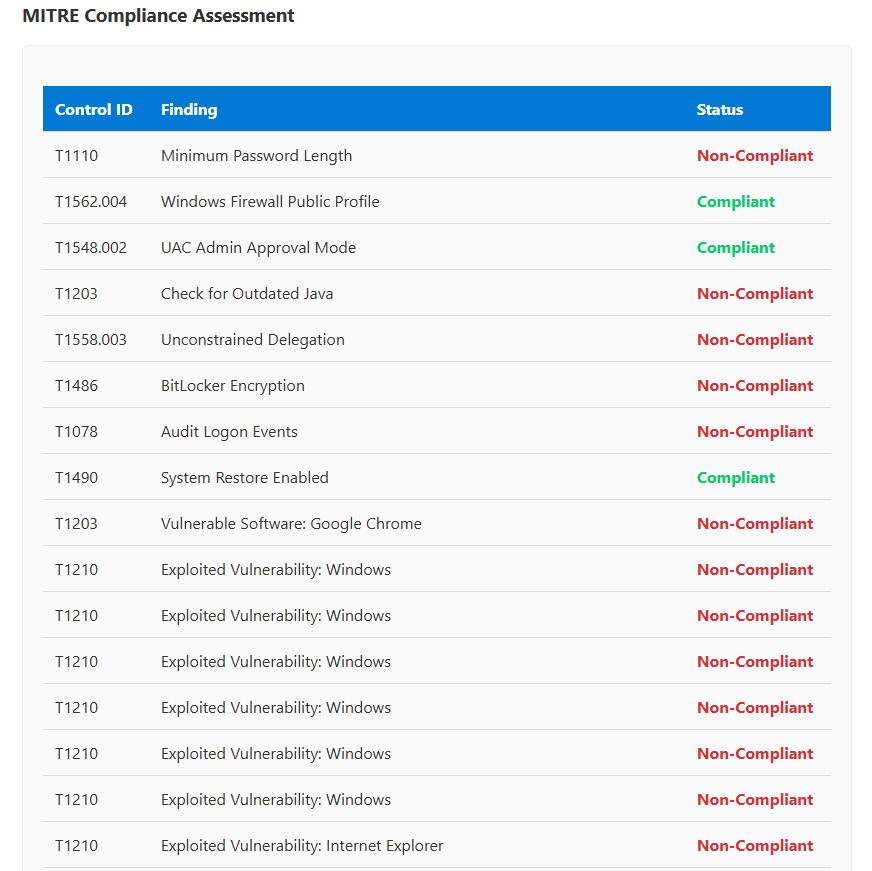 MITRE Compliance Assessment
Control ID Finding Status
T1110 Minimum Password Length Non-Compliant
T1562.004 Windows Firewall Public Profile Compliant
T1548.002 UAC Admin Approval Mode Compliant
T1203 Check for Outdated Java Non-Compliant
T1558.003 Unconstrained Delegation Non-Compliant
T1486 BitLocker Encryption Non-Compliant
T1078 Audit Logon Events Non-Compliant
T1490 System Restore Enabled Compliant
T1203 Vulnerable Software: Google Chrome Non-Compliant
T1210 Exploited Vulnerability: Windows Non-Compliant
T1210 Exploited Vulnerability: Windows Non-Compliant
T1210 Exploited Vulnerability: Windows Non-Compliant
T1210 Exploited Vulnerability: Windows Non-Compliant
T1210 Exploited Vulnerability: Windows Non-Compliant
T1210 Exploited Vulnerability: Windows Non-Compliant
T1210 Exploited Vulnerability: Internet Explorer Non-Compliant